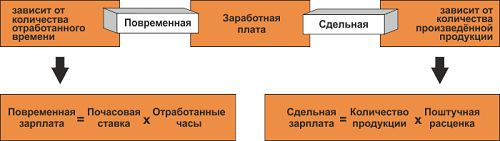 зависит от
количества
отработанного
времени
Повременная
Заработная
плата
Сдельная
зависит от
количества
произведённой
продукции
Повременная
зарплата
=
Почасовая
ставка
х
Отработанные
часы
Сдельная
зарплата
=
Количество
продукции
х
Поштучная
расценка